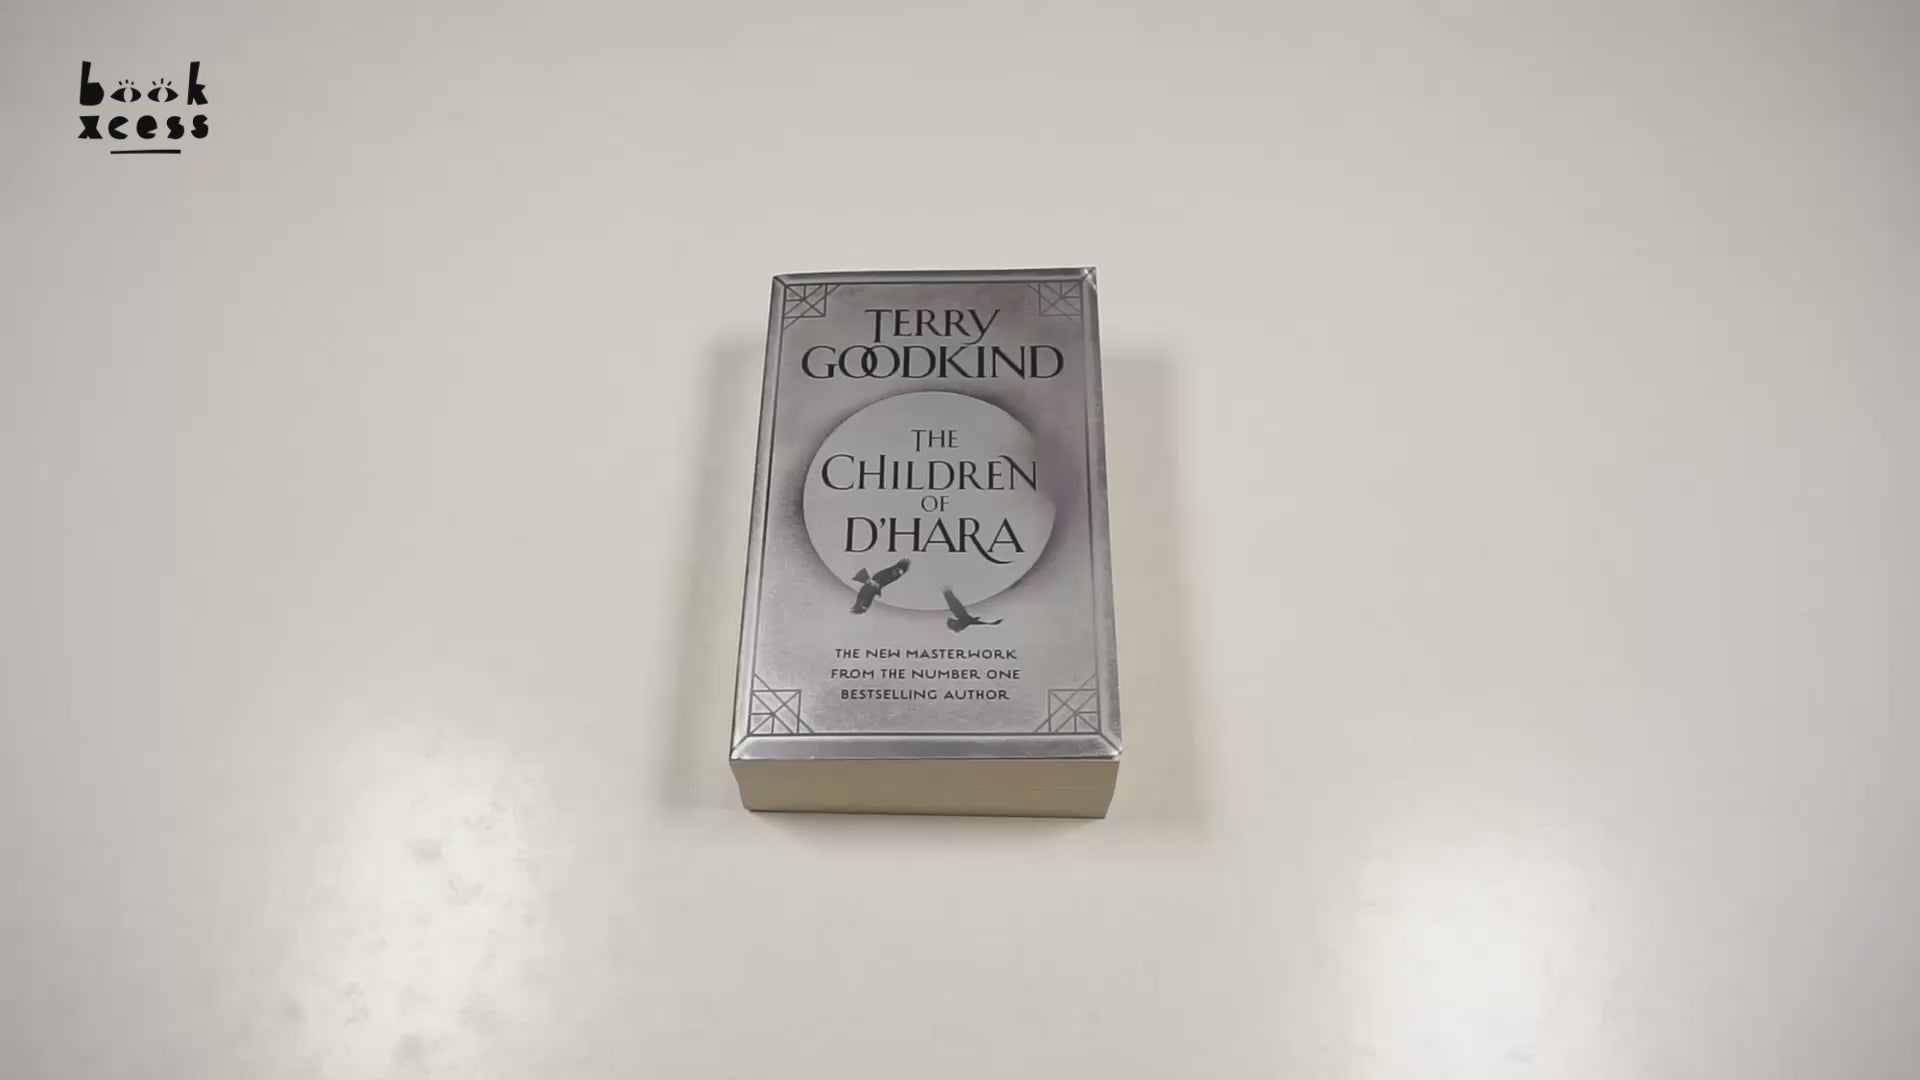 book
xcess
TERRY
GOODKIND
THE
CHILDREN
OF
D'HARA
THE NEW MASTERWORK
FROM THE NUMBER ONE
BESTSELLING AUTHOR